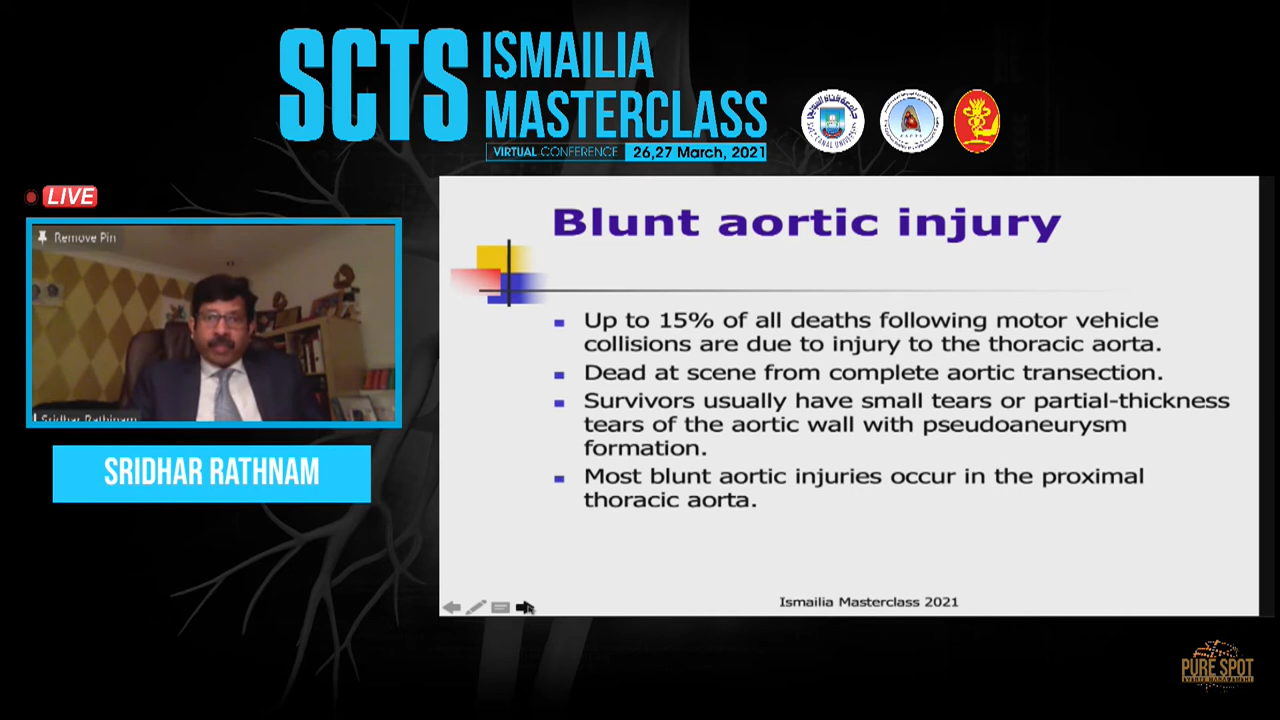 SCTS
ISMAILIA
MASTERCLASS
VIRTUAL CONFERENCE 26,27 March, 2021
LIVE
Remove Pin
Sridhar Rathinam
SRIDHAR RATHNAM
Blunt aortic injury
Up to 15% of all deaths following motor vehicle
collisions are due to injury to the thoracic aorta.
Dead at scene from complete aortic transection.
Survivors usually have small tears or partial-thickness
tears of the aortic wall with pseudoaneurysm
formation.
Most blunt aortic injuries occur in the proximal
thoracic aorta.
Ismailia Masterclass 2021
PURE SPOT